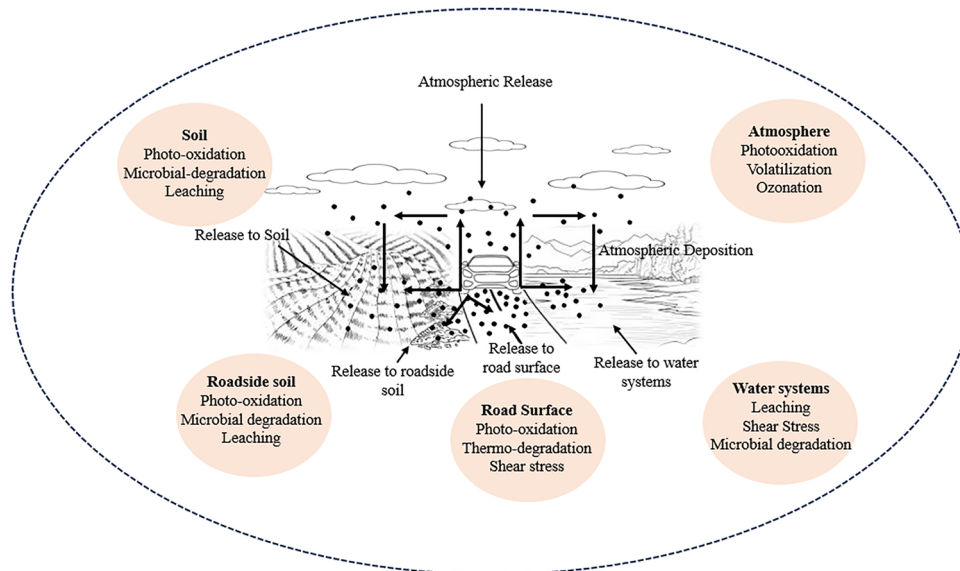 Atmospheric Release
Soil
Photo-oxidation
Microbial-degradation
Leaching
Atmosphere
Photooxidation
Volatilization
Ozonation
Release to Soil
Atmospheric Deposition
Release to roadside
soil
Release to
road surface
Release to water
systems
Roadside soil
Photo-oxidation
Microbial degradation
Leaching
Road Surface
Photo-oxidation
Thermo-degradation
Shear stress
Water systems
Leaching
Shear Stress
Microbial degradation